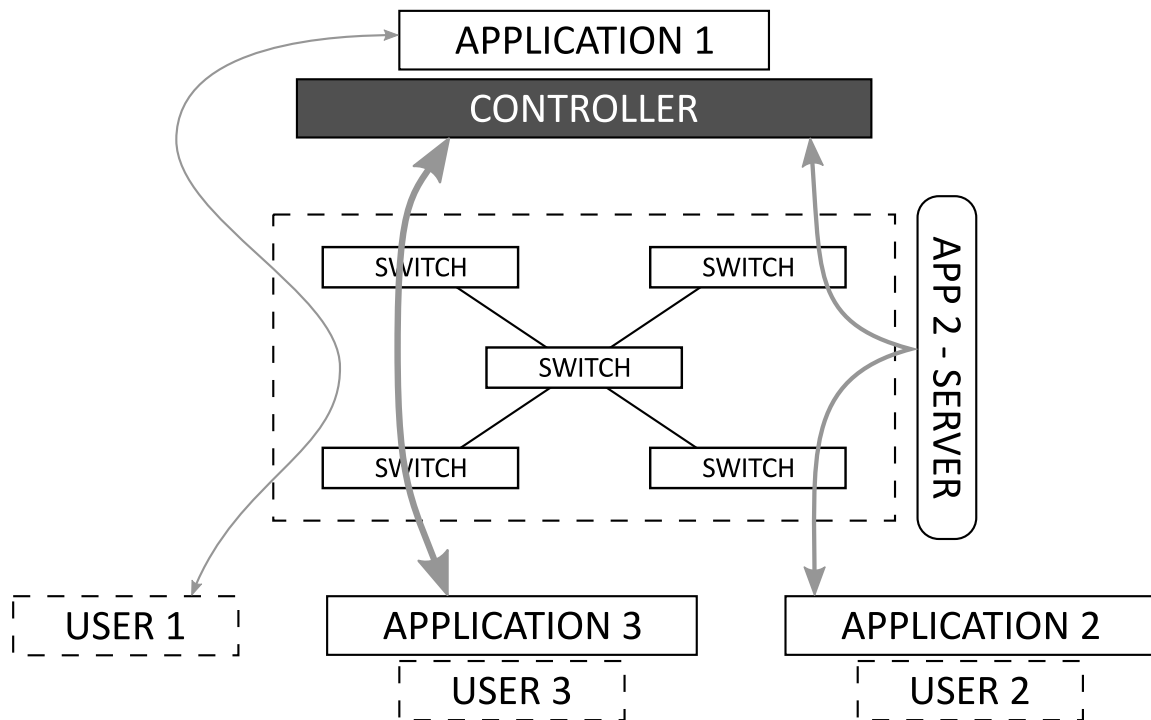 APPLICATION 1
CONTROLLER
SWITCH
SWITCH
SWITCH
SWITCH
SWITCH
APP 2 - SERVER
USER 1
APPLICATION 3
APPLICATION 2
USER 3
USER 2